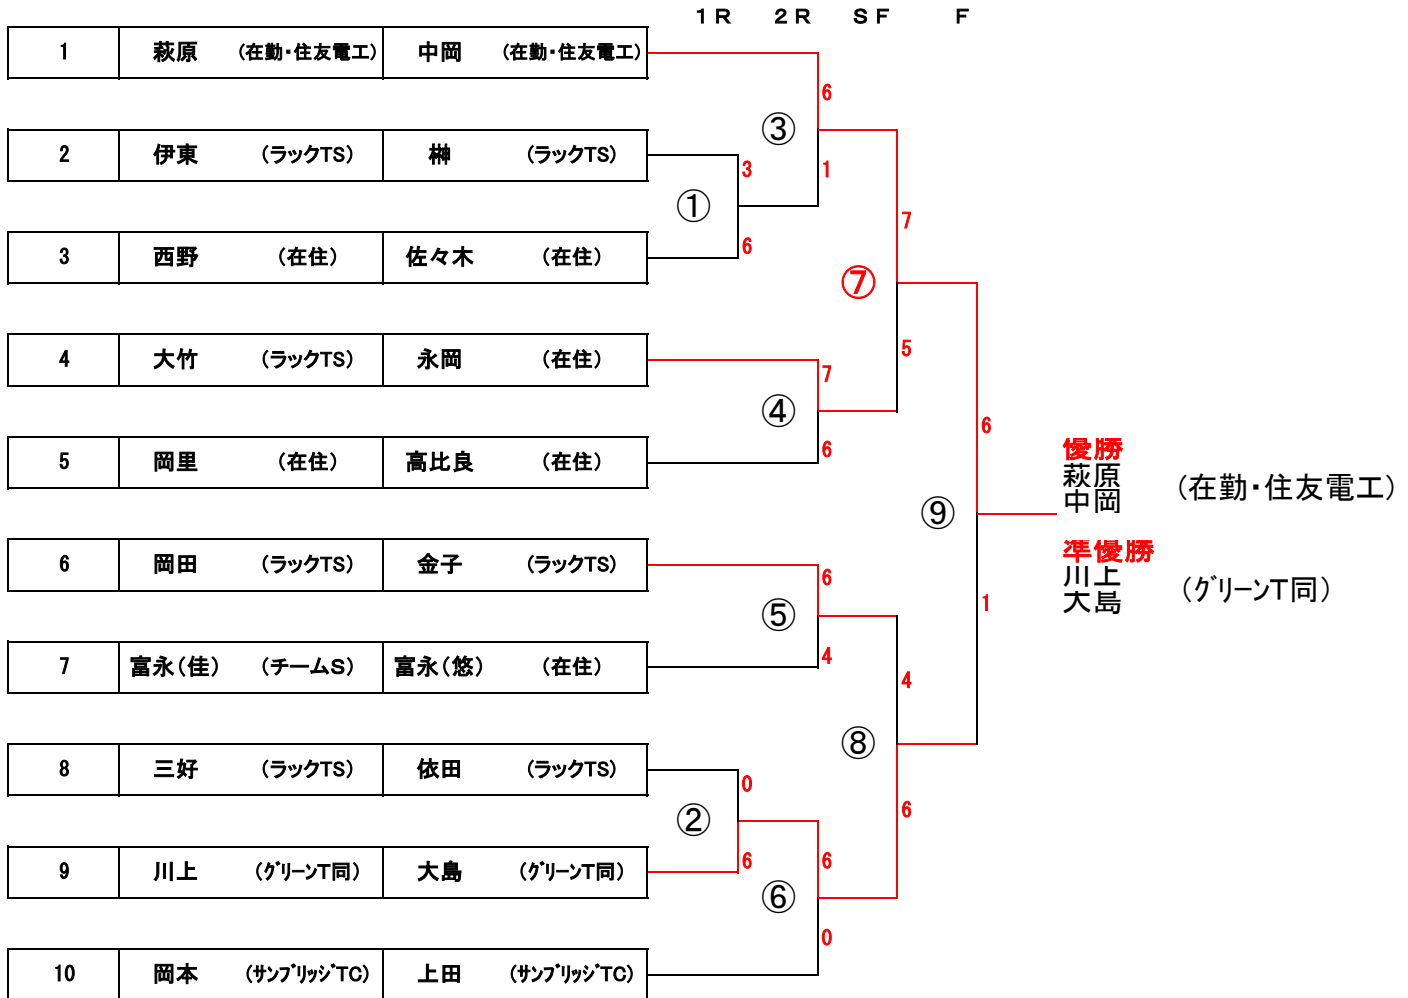 1R 2R SF F
1 萩原 (在勤・住友電工) 中岡 (在勤・住友電工)
6
③
2 伊東 (ラックTS) 榊 (ラックTS)
3 1
①
7
3 西野 (在住) 佐々木 (在住)
6
⑦
5
4 大竹 (ラックTS) 永岡 (在住)
7
④
6
6
5 岡里 (在住) 高比良 (在住)
優勝
萩原
中岡
(在勤・住友電工)
⑨
準優勝
川上
大島
(グリーンT同)
1
6 岡田 (ラックTS) 金子 (ラックTS)
6
⑤
4
7 富永(佳) (チームS) 富永(悠) (在住)
4
⑧
8 三好 (ラックTS) 依田 (ラックTS)
0
6
②
9 川上 (グリーンT同) 大島 (グリーンT同)
6 6
⑥
0
10 岡本 (サンブリッジTC) 上田 (サンブリッジTC)